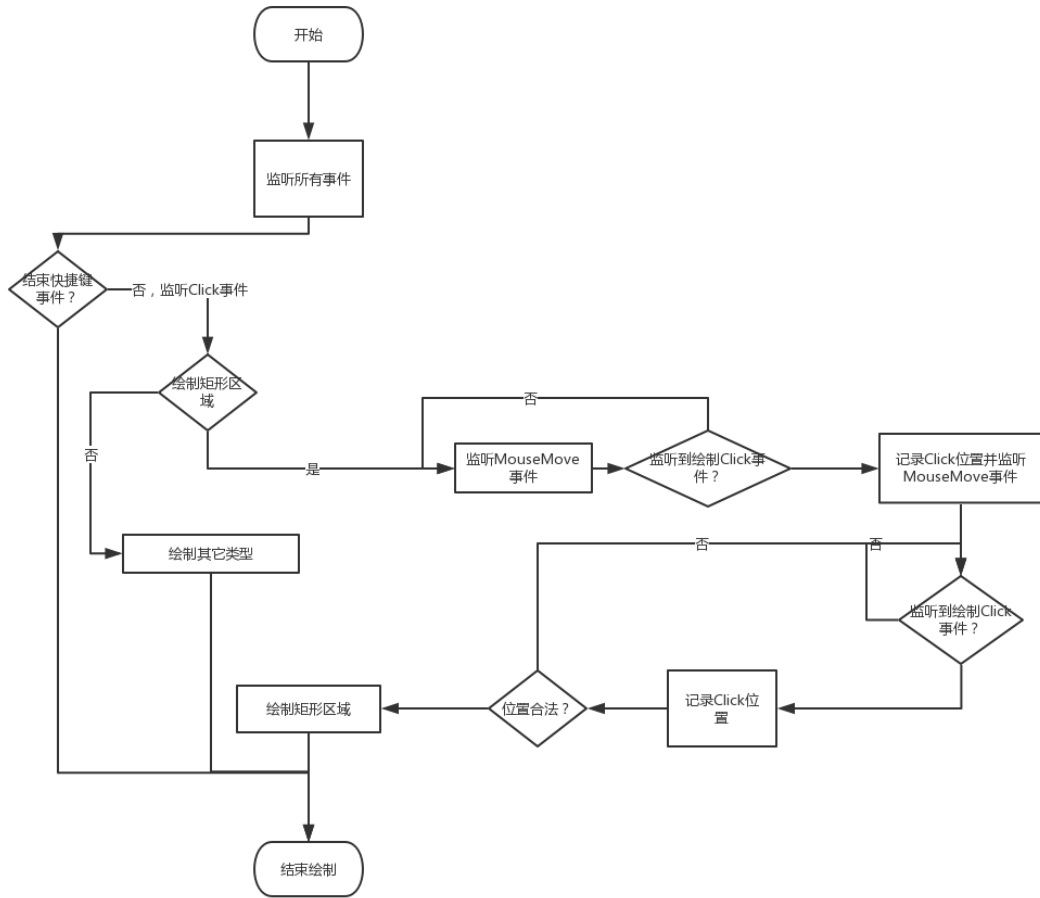 开始
监听所有事件
结束快捷键
事件？
否，监听Click事件
绘制矩形区
域
否
是
否
监听MouseMove
事件
监听到绘制Click事
件？
记录Click位置并监听
MouseMove事件
绘制其它类型
否
否
监听到绘制Click
事件？
绘制矩形区域
位置合法？
记录Click位
置
结束绘制